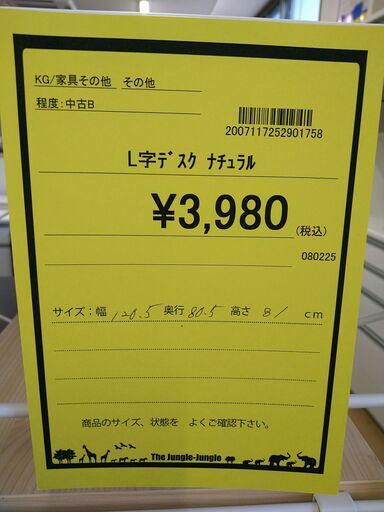 KG/家具その他 その他
程度:中古B
2007117252901758
L字ﾃﾞｽｸ ﾅﾁｭﾗﾙ
¥3,980(税込)
080225
サイズ:幅 120.5 奥行 80.5 高さ 81 cm
商品のサイズ、状態を よくご確認下さい。
The Jungle-Jungle